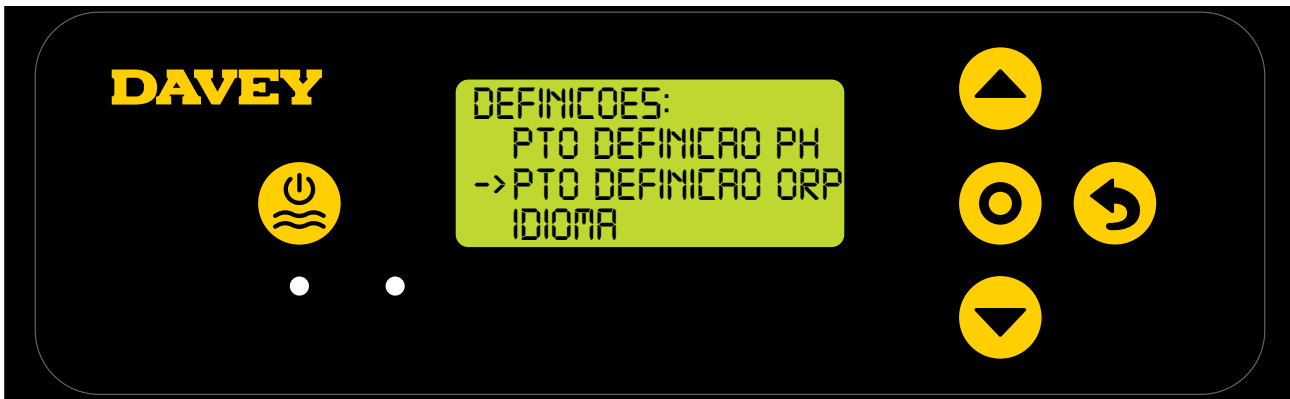 DAVEY
DEFINICOES:
PTO DEFINICAO PH
->PTO DEFINICAO ORP
IDIOMA